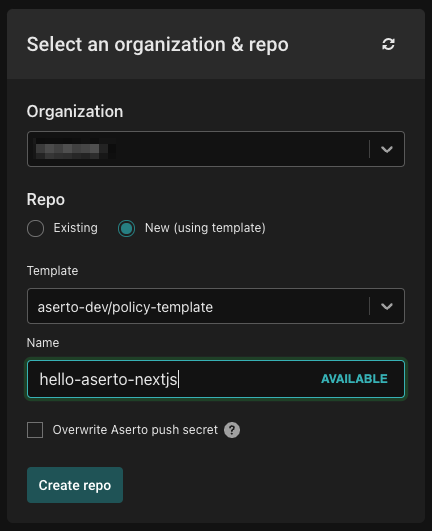 Select an organization & repo
Organization
Repo
Existing
New (using template)
Template
aserto-dev/policy-template
Name
hello-aserto-nextjs
AVAILABLE
Overwrite Aserto push secret ?
Create repo